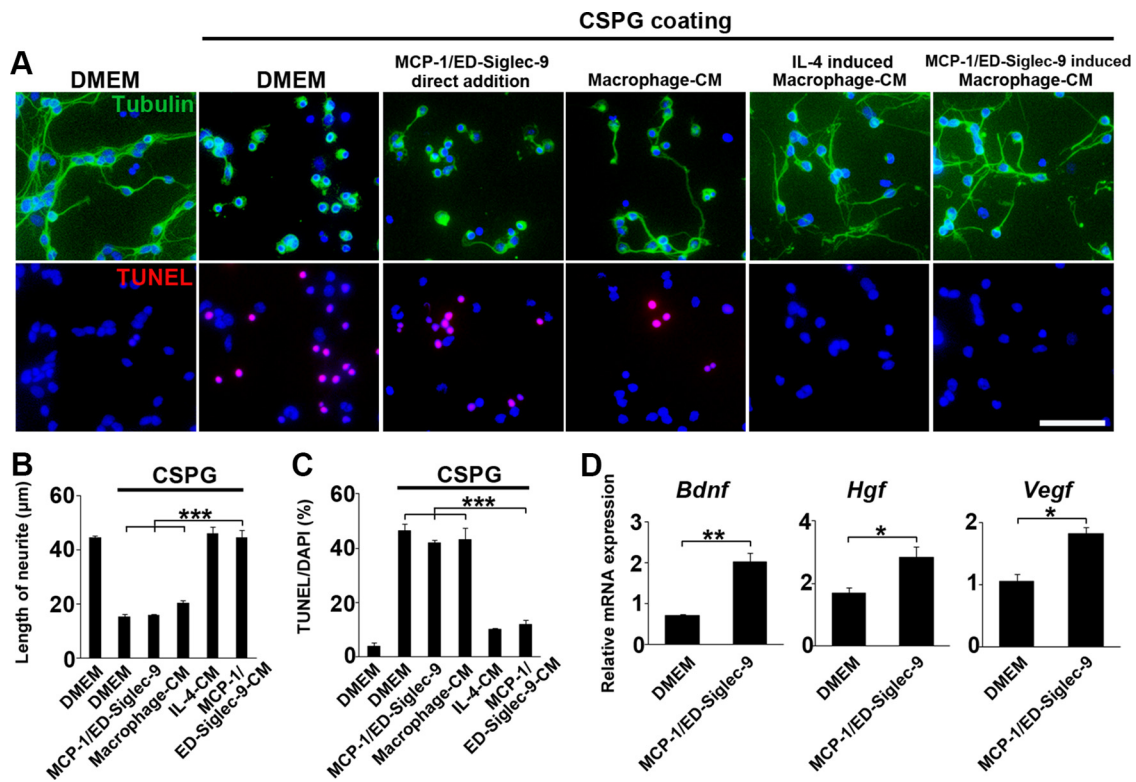 CSPG coating
A
DMEM
DMEM
MCP-1/ED-Siglec-9
direct addition
Macrophage-CM
IL-4 induced
Macrophage-CM
MCP-1/ED-Siglec-9 induced
Macrophage-CM
Tubulin
TUNEL
B
CSPG
Length of neurite (µm)
60
40
20
0
***
DMEM
DMEM
MCP-1/ED-Siglec-9
Macrophage-CM
IL-4-CM
MCP-1/
ED-Siglec-9-CM
C
CSPG
TUNEL/DAPI (%)
60
40
20
0
***
DMEM
DMEM
MCP-1/ED-Siglec-9
Macrophage-CM
IL-4-CM
MCP-1/
ED-Siglec-9-CM
D
Relative mRNA expression
Bdnf
3
2
1
0
**
DMEM
MCP-1/ED-Siglec-9
Hgf
4
2
0
*
DMEM
MCP-1/ED-Siglec-9
Vegf
2
1
0
*
DMEM
MCP-1/ED-Siglec-9